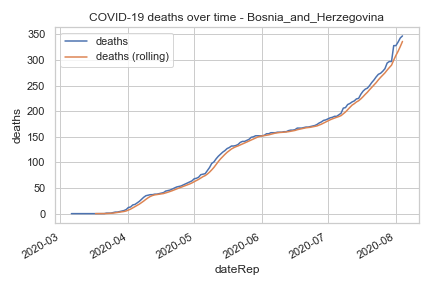 COVID-19 deaths over time - Bosnia_and_Herzegovina
deaths
deaths (rolling)
350
300
250
200
150
100
50
0
deaths
2020-03
2020-04
2020-05
2020-06
2020-07
2020-08
dateRep